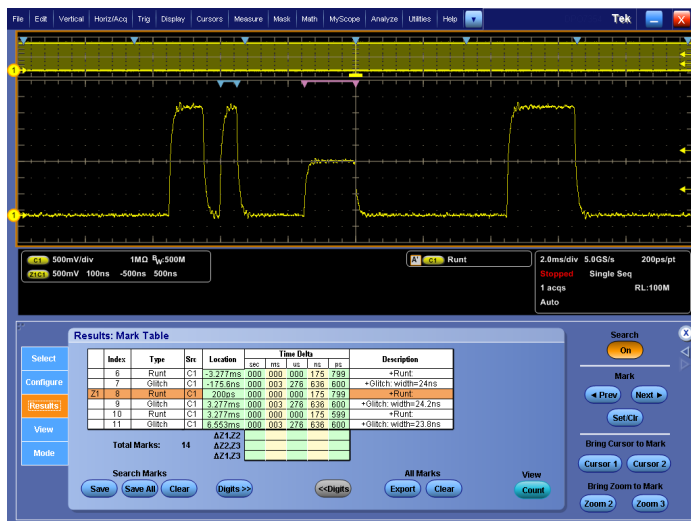 File Edit Vertical Horiz/Acq Trig Display Cursors Measure Mask Math MyScope Analyze Utilities Help Tek X
1
1
C1 500mV/div 1MΩ BW:500M
Z1C1 500mV 100ns -500ns 500ns
A' C1 Runt
2.0ms/div 5.0GS/s 200ps/pt
Stopped Single Seq
1 acqs RL:100M
Auto
Results: Mark Table
Select
Configure
Results
View
Mode
Index Type Src Location Time Delta Description
sec ms us ns ps
6 Runt C1 -3.277ms 000 000 000 175 799 +Runt:
7 Glitch C1 -175.6ns 000 003 276 636 600 +Glitch: width=24ns
Z1 8 Runt C1 200ps 000 000 000 175 799 +Runt:
9 Glitch C1 3.277ms 000 003 276 636 600 +Glitch: width=24.2ns
10 Runt C1 3.277ms 000 000 000 175 599 +Runt:
11 Glitch C1 6.553ms 000 003 276 636 600 +Glitch: width=23.8ns
Total Marks: 14
ΔZ1,Z2
ΔZ2,Z3
ΔZ1,Z3
Search Marks
Save Save All Clear
Digits >>
<<Digits
All Marks
Export Clear
View
Count
Search
On
X
Mark
Prev Next
Set/Clr
Bring Cursor to Mark
Cursor 1 Cursor 2
Bring Zoom to Mark
Zoom 2 Zoom 3